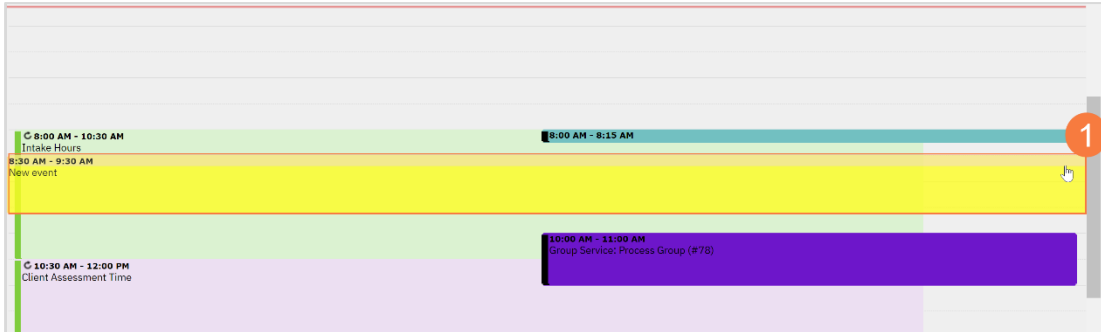 8:00 AM - 10:30 AM
Intake Hours
8:00 AM - 8:15 AM
1
8:30 AM - 9:30 AM
New event
10:00 AM - 11:00 AM
Group Service: Process Group (#78)
10:30 AM - 12:00 PM
Client Assessment Time